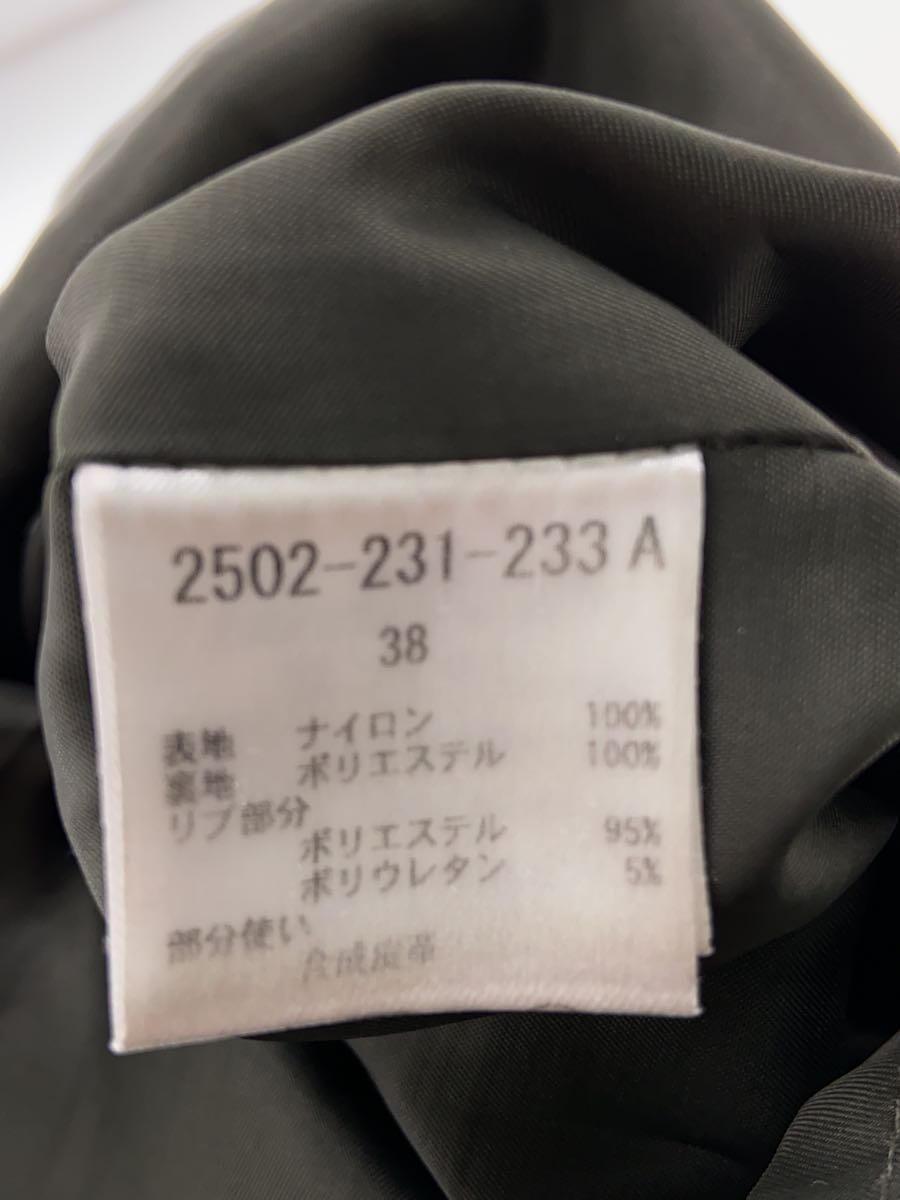 2502-231-233 A
38
表地 ナイロン 100%
裏地 ポリエステル 100%
リブ部分
ポリエステル 95%
ポリウレタン 5%
部分使い
合成皮革